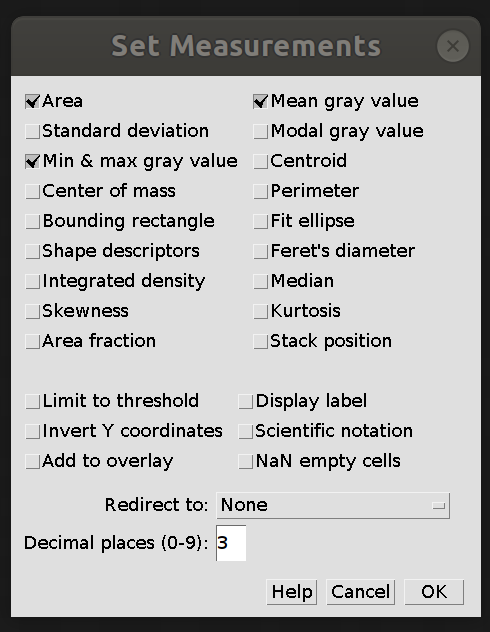 Set Measurements
Area Mean gray value
Standard deviation Modal gray value
Min & max gray value Centroid
Center of mass Perimeter
Bounding rectangle Fit ellipse
Shape descriptors Feret's diameter
Integrated density Median
Skewness Kurtosis
Area fraction Stack position
Limit to threshold Display label
Invert Y coordinates Scientific notation
Add to overlay NaN empty cells
Redirect to: None
Decimal places (0-9): 3
Help Cancel OK